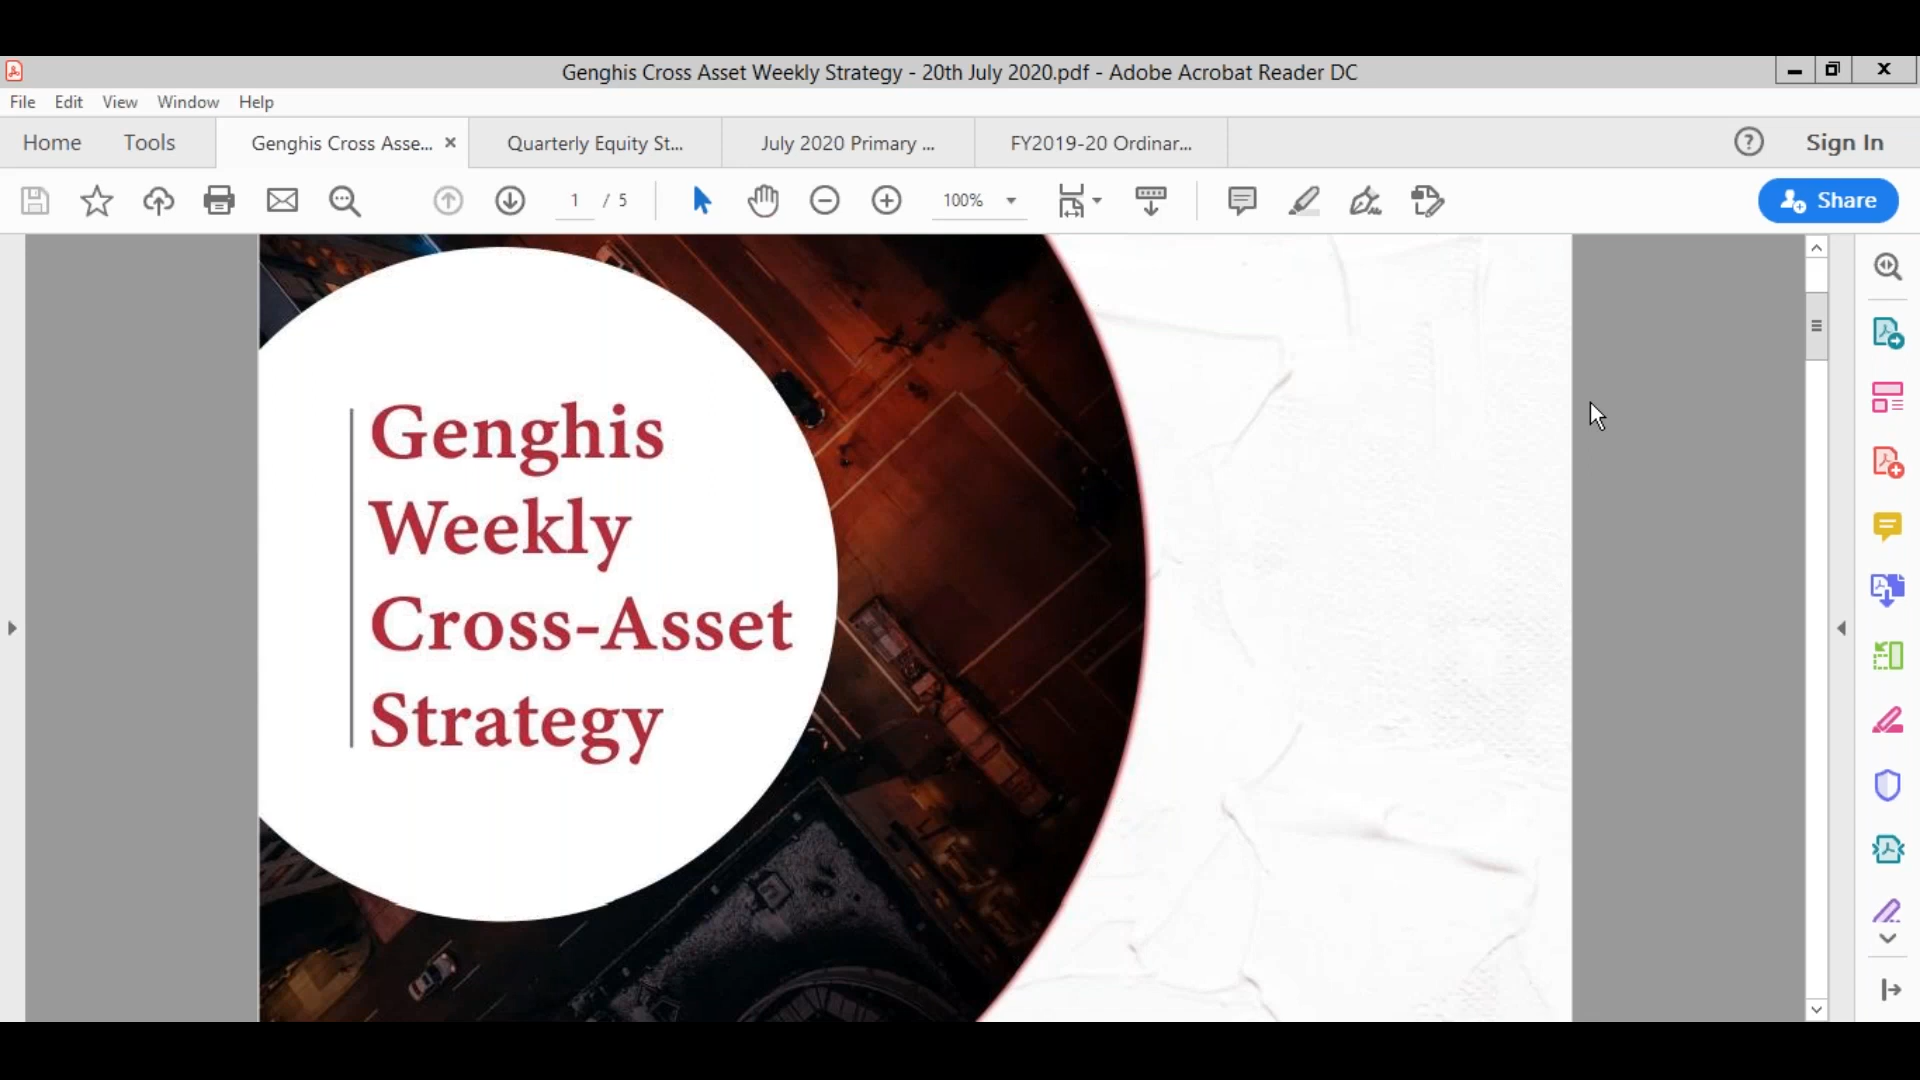 Genghis Cross Asset Weekly Strategy - 20th July 2020.pdf - Adobe Acrobat Reader DC
File Edit View Window Help
Home Tools Genghis Cross Asse... × Quarterly Equity St... July 2020 Primary ... FY2019-20 Ordinar... ? Sign In
1 / 5 100% Share
Genghis
Weekly
Cross-Asset
Strategy